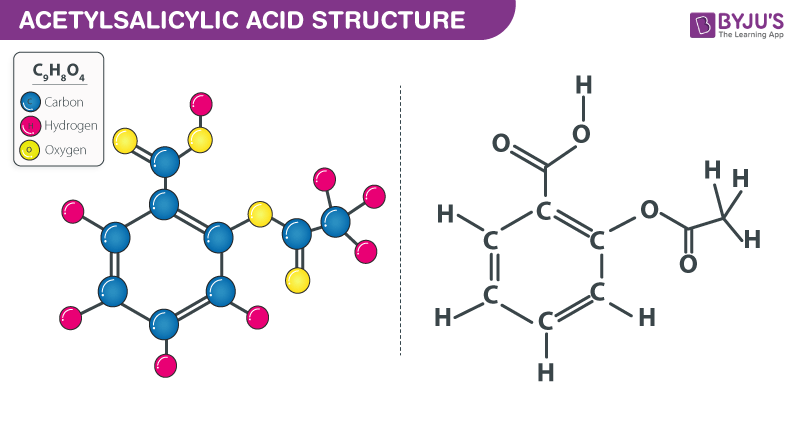 ACETYLSALICYLIC ACID STRUCTURE
BYJU'S
The Learning App
C9H8O4
Carbon
Hydrogen
O Oxygen
H
O O
H H
H C O
C C H
O
C C
H C H
H